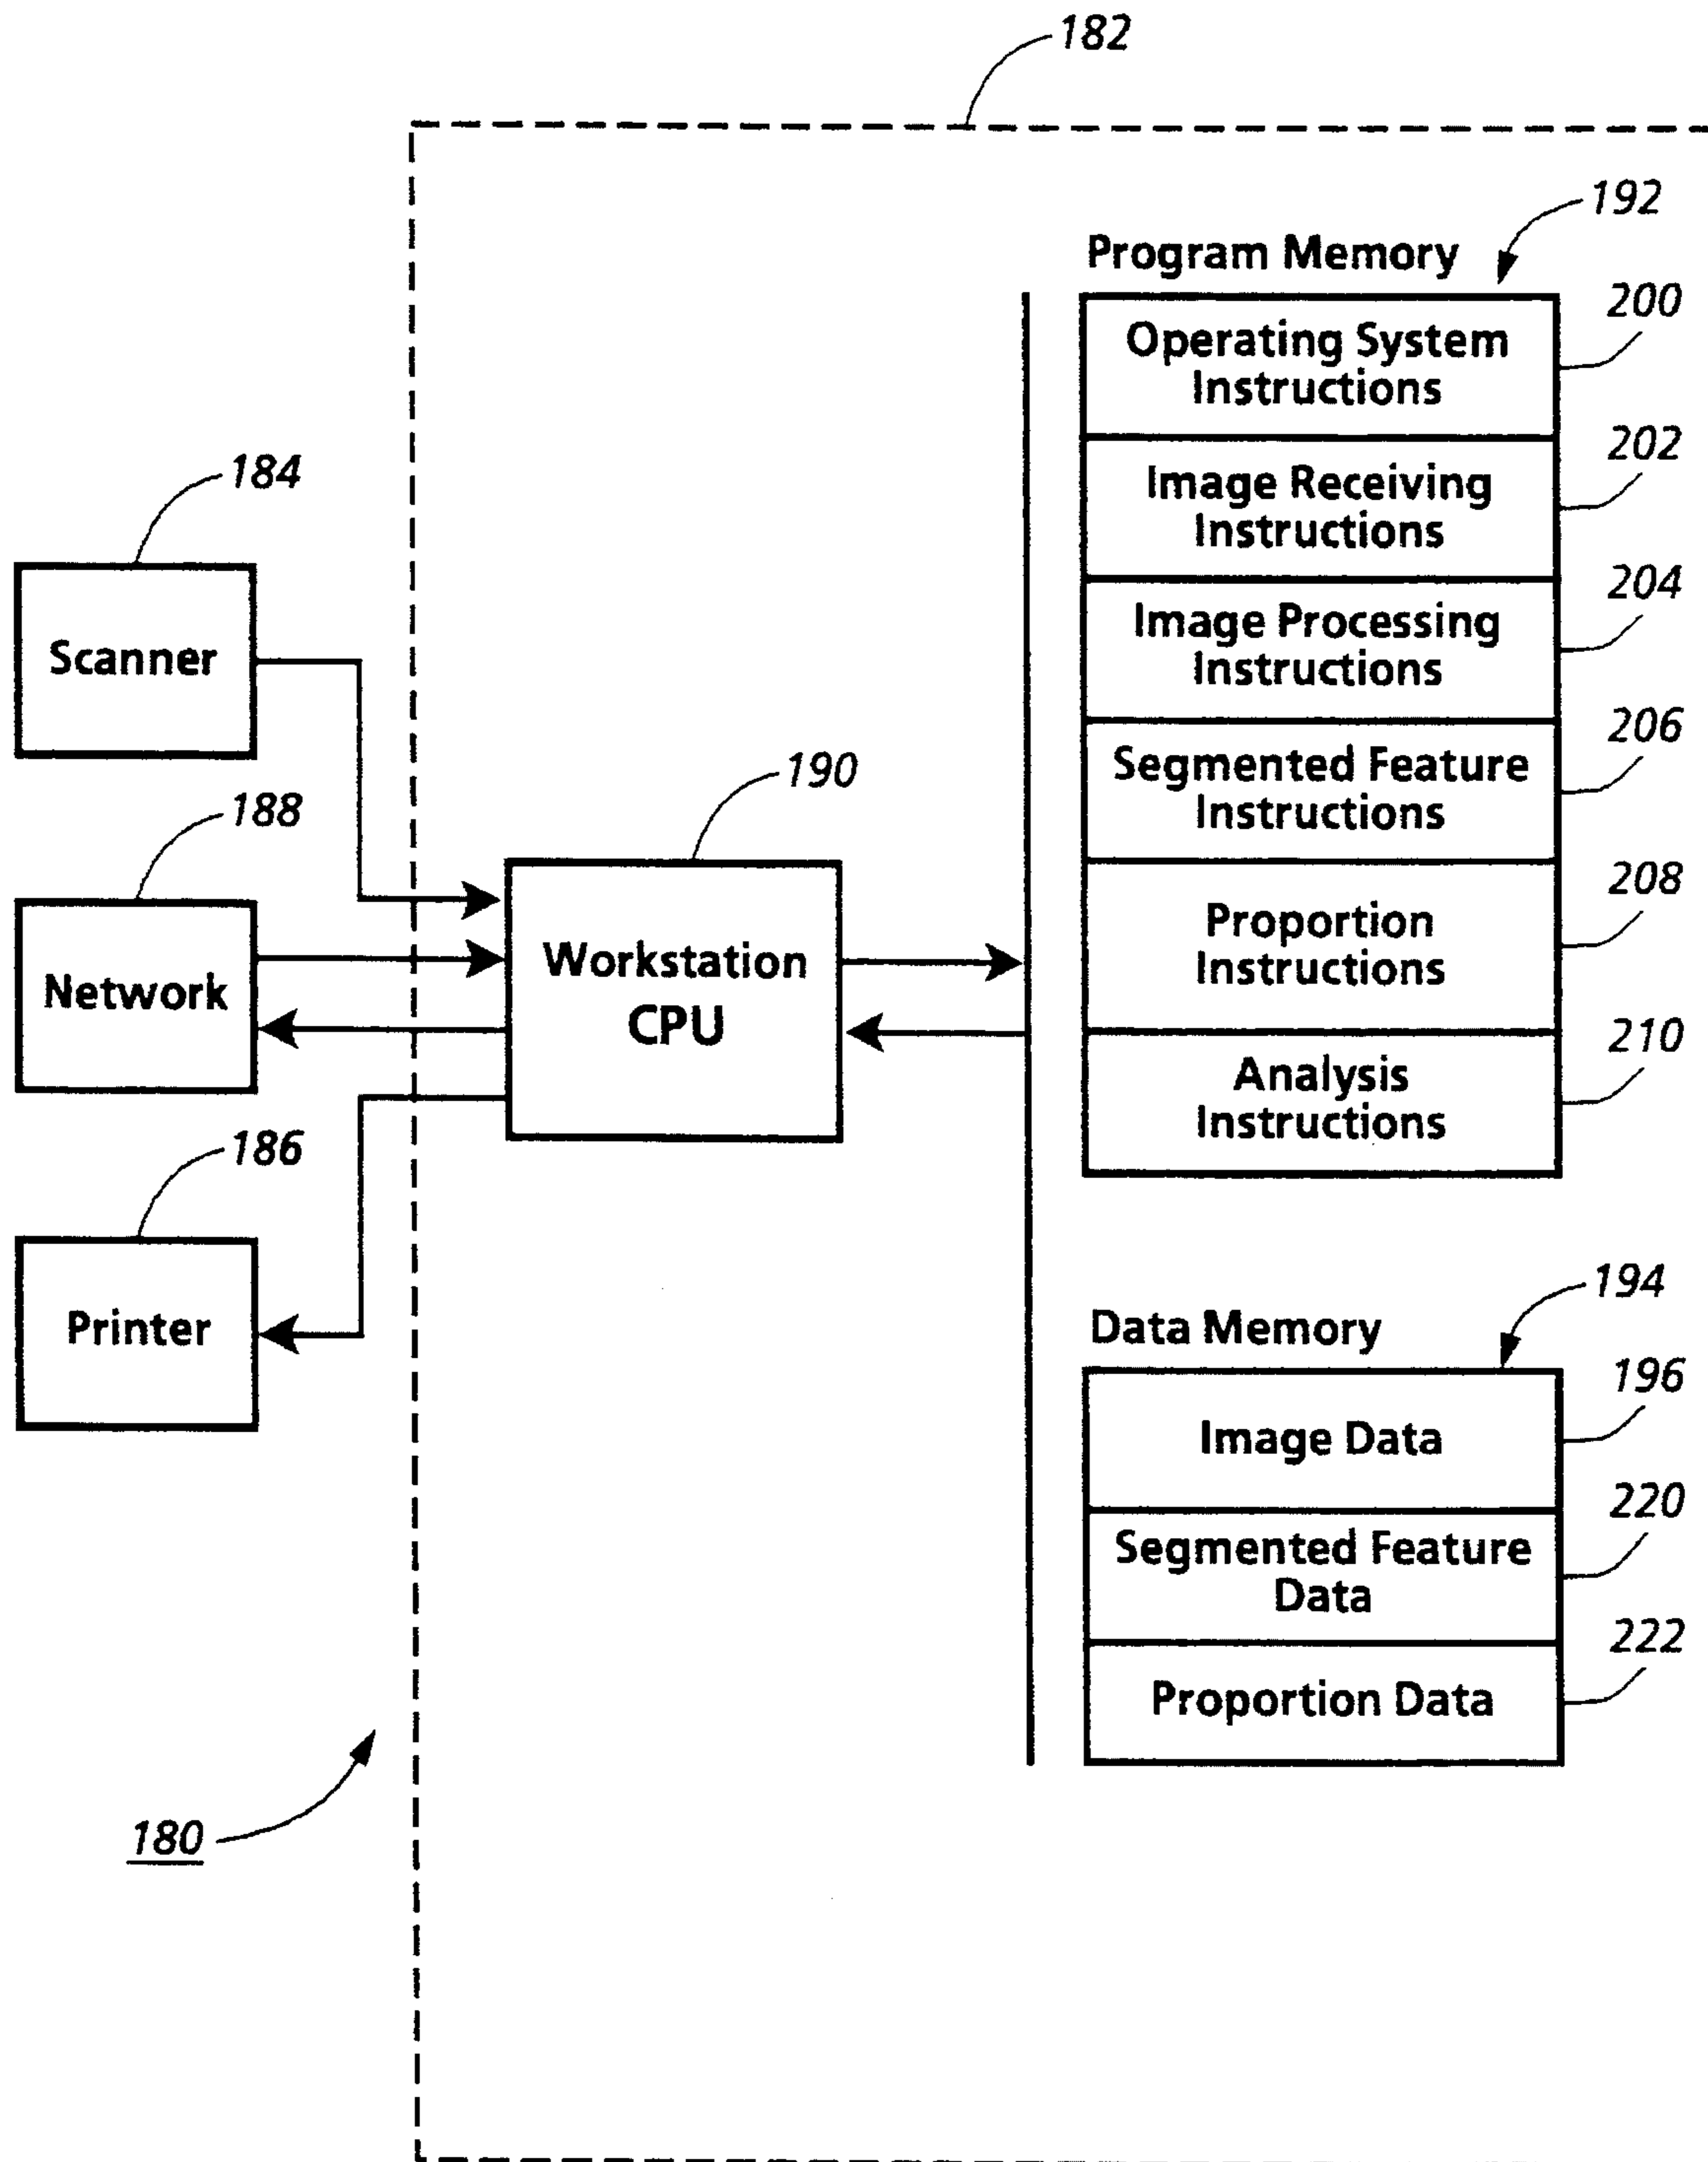 182
192
Program Memory
200
Operating System
Instructions
202
Image Receiving
Instructions
204
Image Processing
Instructions
206
Segmented Feature
Instructions
208
Proportion
Instructions
210
Analysis
Instructions
184
Scanner
188
Network
186
Printer
190
Workstation
CPU
194
Data Memory
196
Image Data
220
Segmented Feature
Data
222
Proportion Data
180